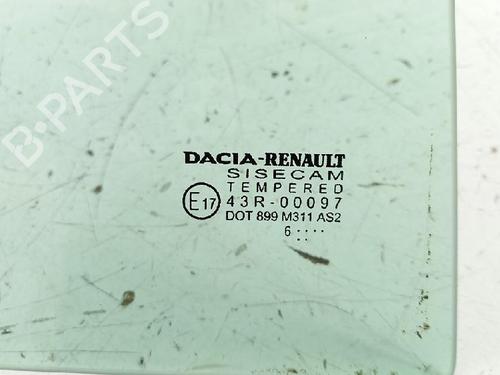 B-PARTS
DACIA-RENAULT
SISECAM
TEMPERED
E17 43R-00097
DOT 899 M311 AS2
6 ....
..